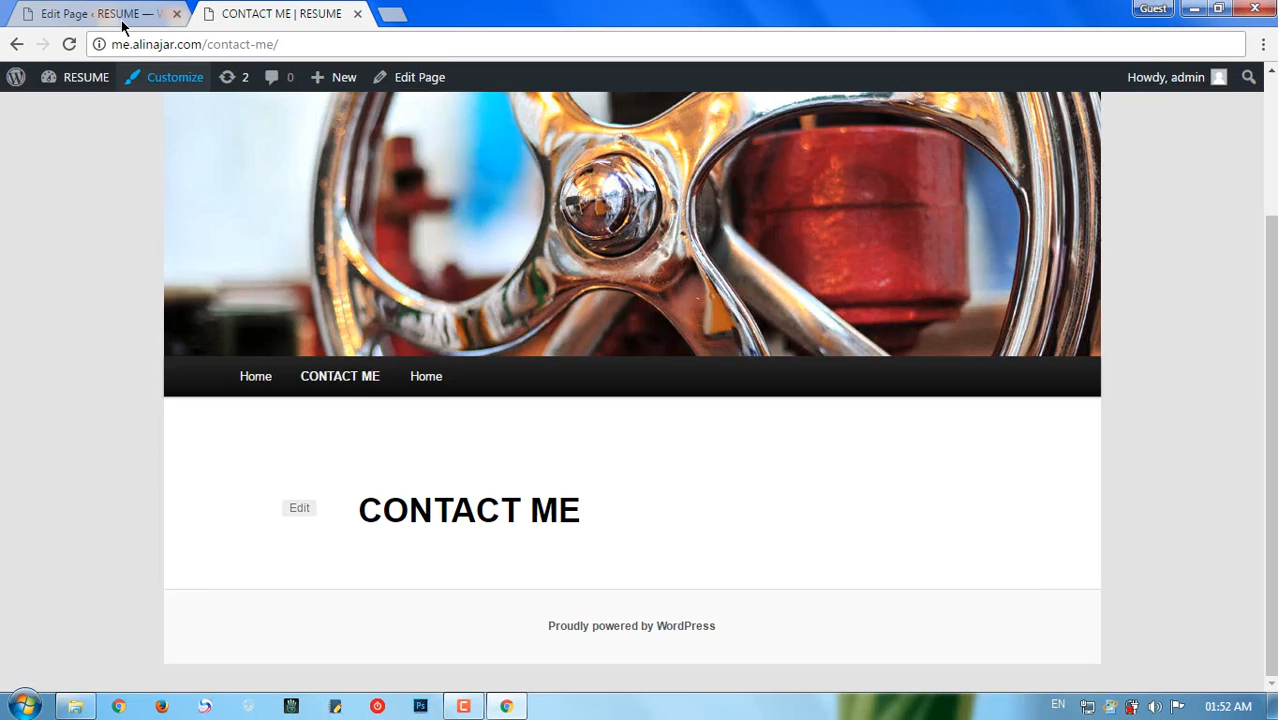 Edit Page ‹ RESUME —
CONTACT ME | RESUME
Guest
me.alinajar.com/contact-me/
RESUME
Customize
2
0
New
Edit Page
Howdy, admin
Home
CONTACT ME
Home
Edit
CONTACT ME
Proudly powered by WordPress
Ps
EN
01:52 AM